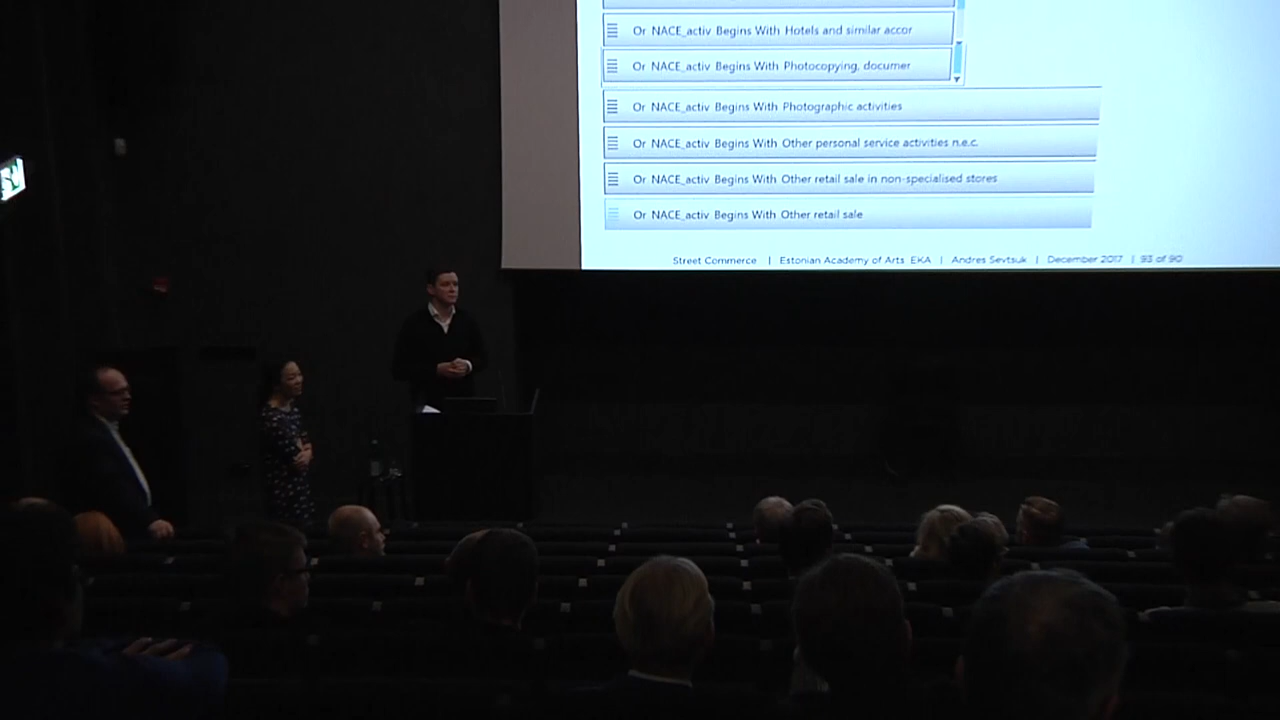 Or NACE_activ Begins With Hotels and similar accor
Or NACE_activ Begins With Photocopying, documer
Or NACE_activ Begins With Photographic activities
Or NACE_activ Begins With Other personal service activities n.e.c.
Or NACE_activ Begins With Other retail sale in non-specialised stores
Or NACE_activ Begins With Other retail sale
Street Commerce | Estonian Academy of Arts EKA | Andres Sevtsuk | December 2017 | 93 of 90